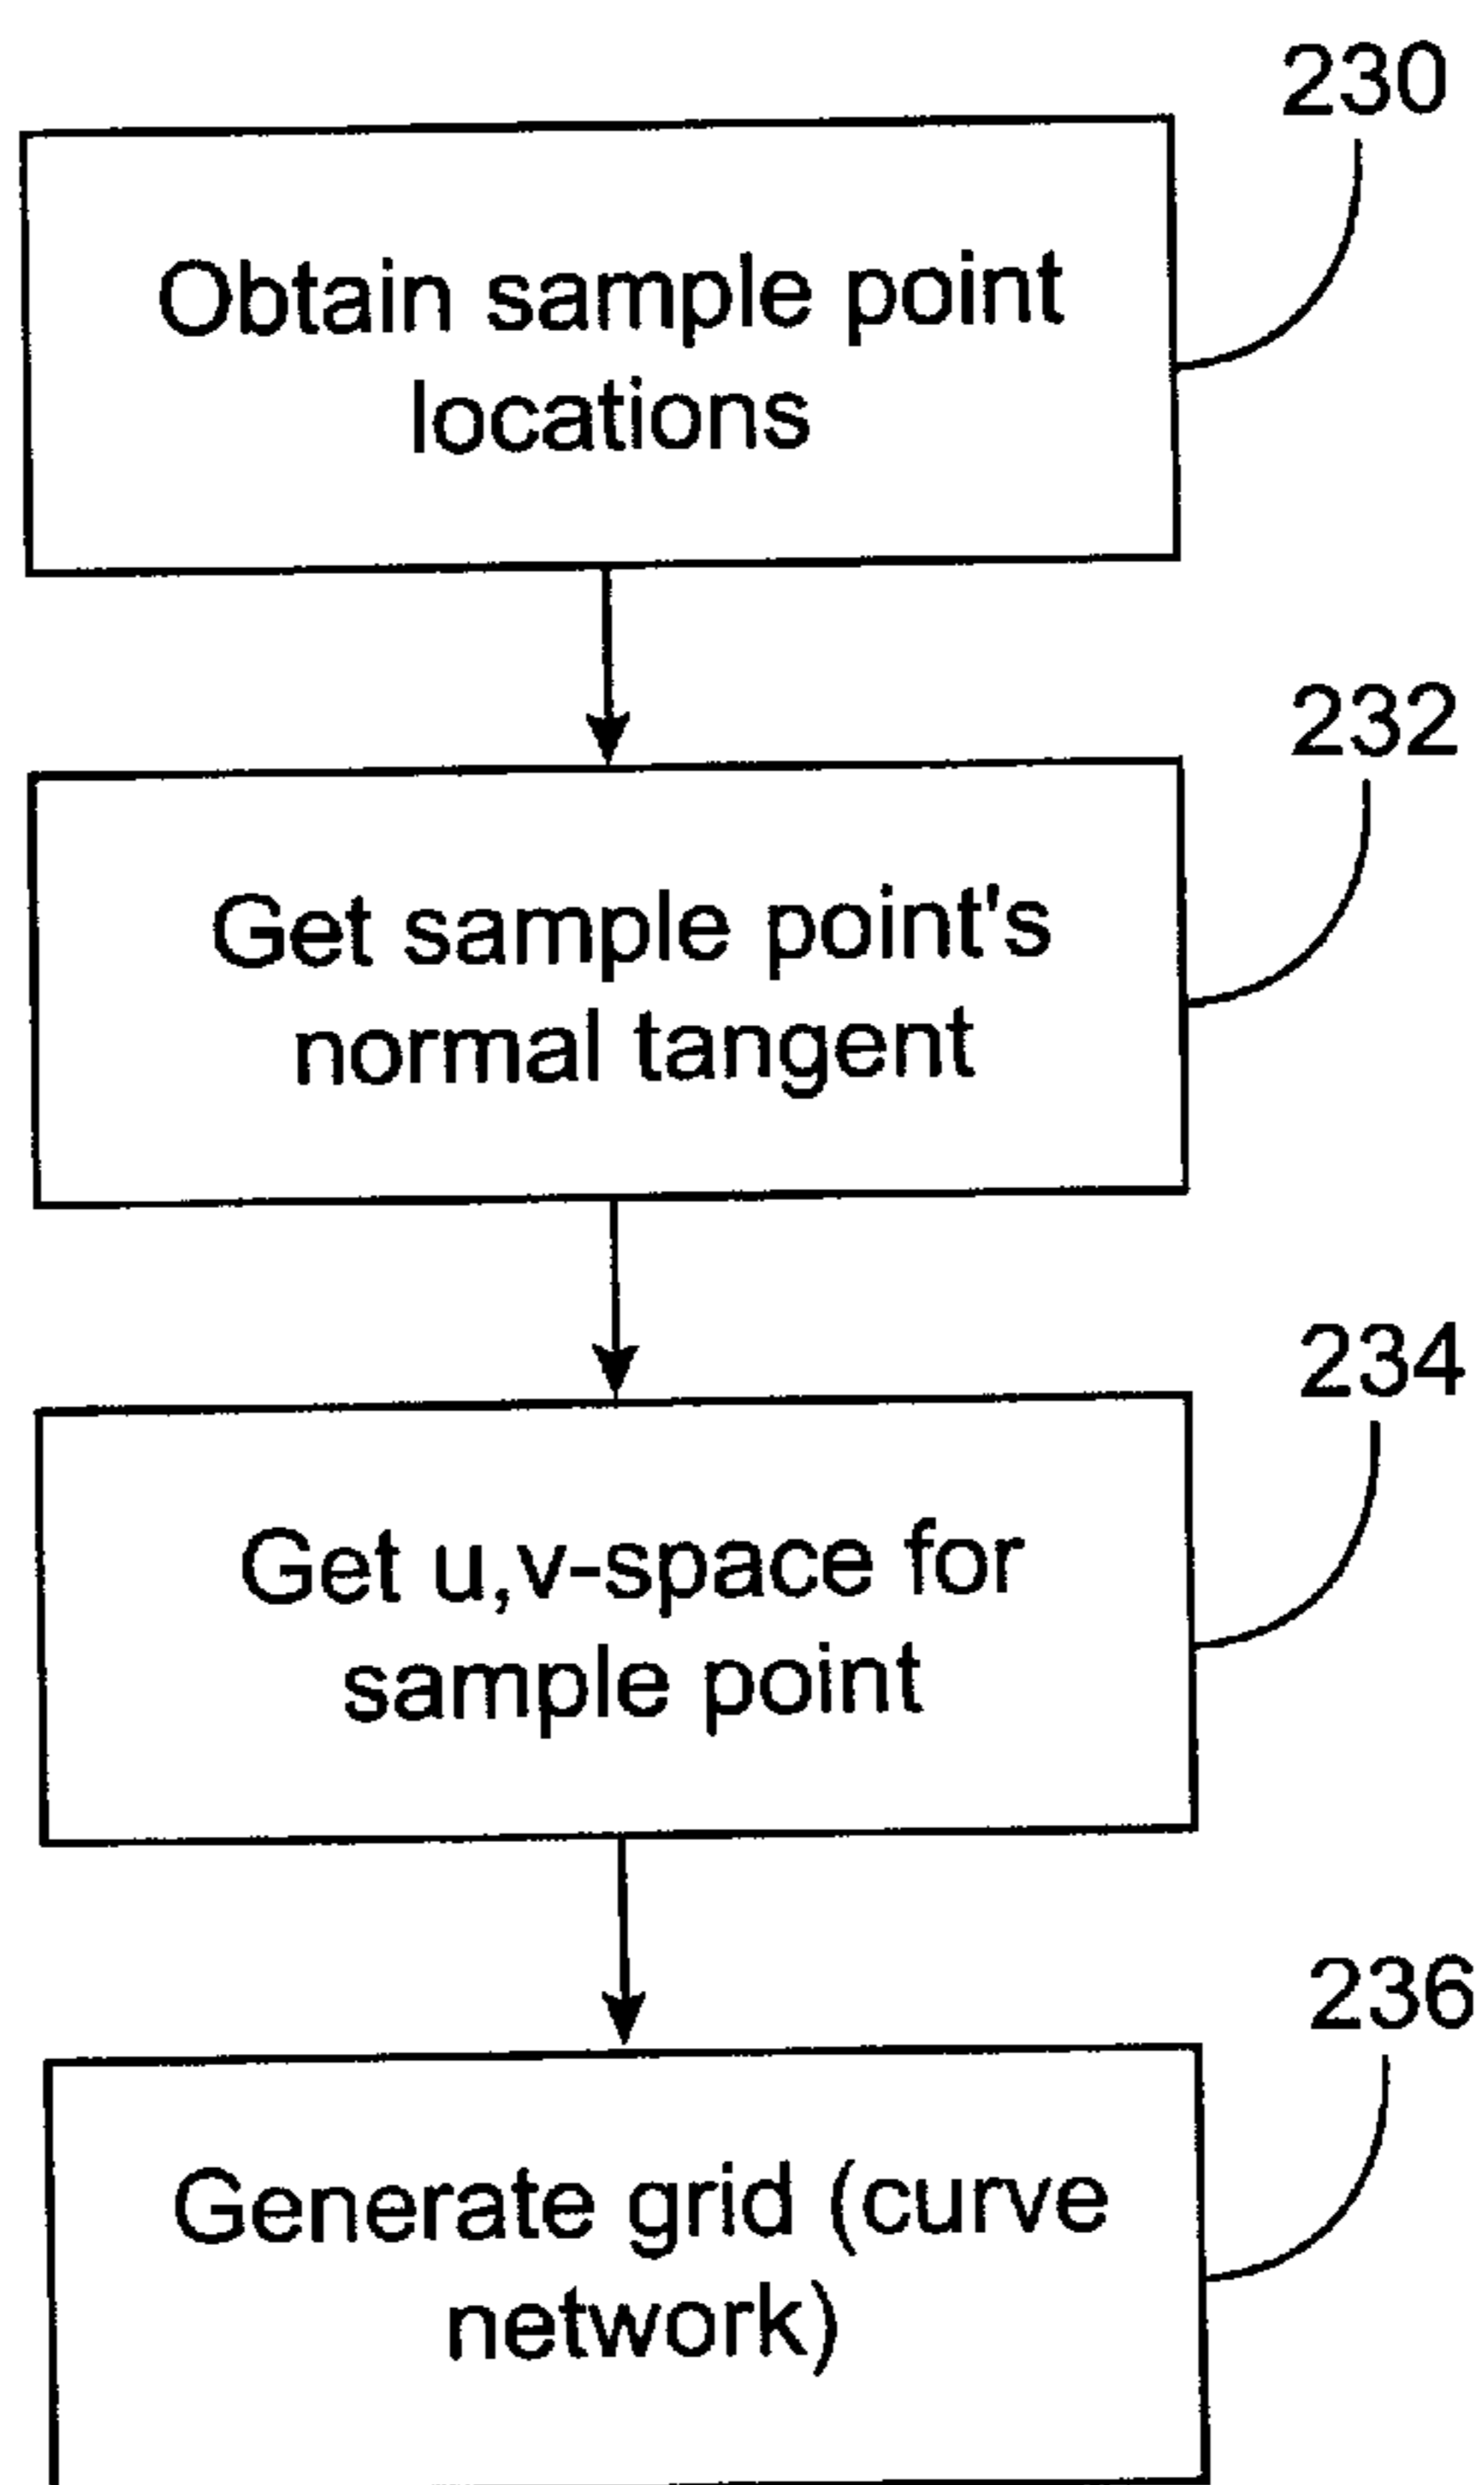 230
Obtain sample point
locations
232
Get sample point's
normal tangent
234
Get u,v-space for
sample point
236
Generate grid (curve
network)